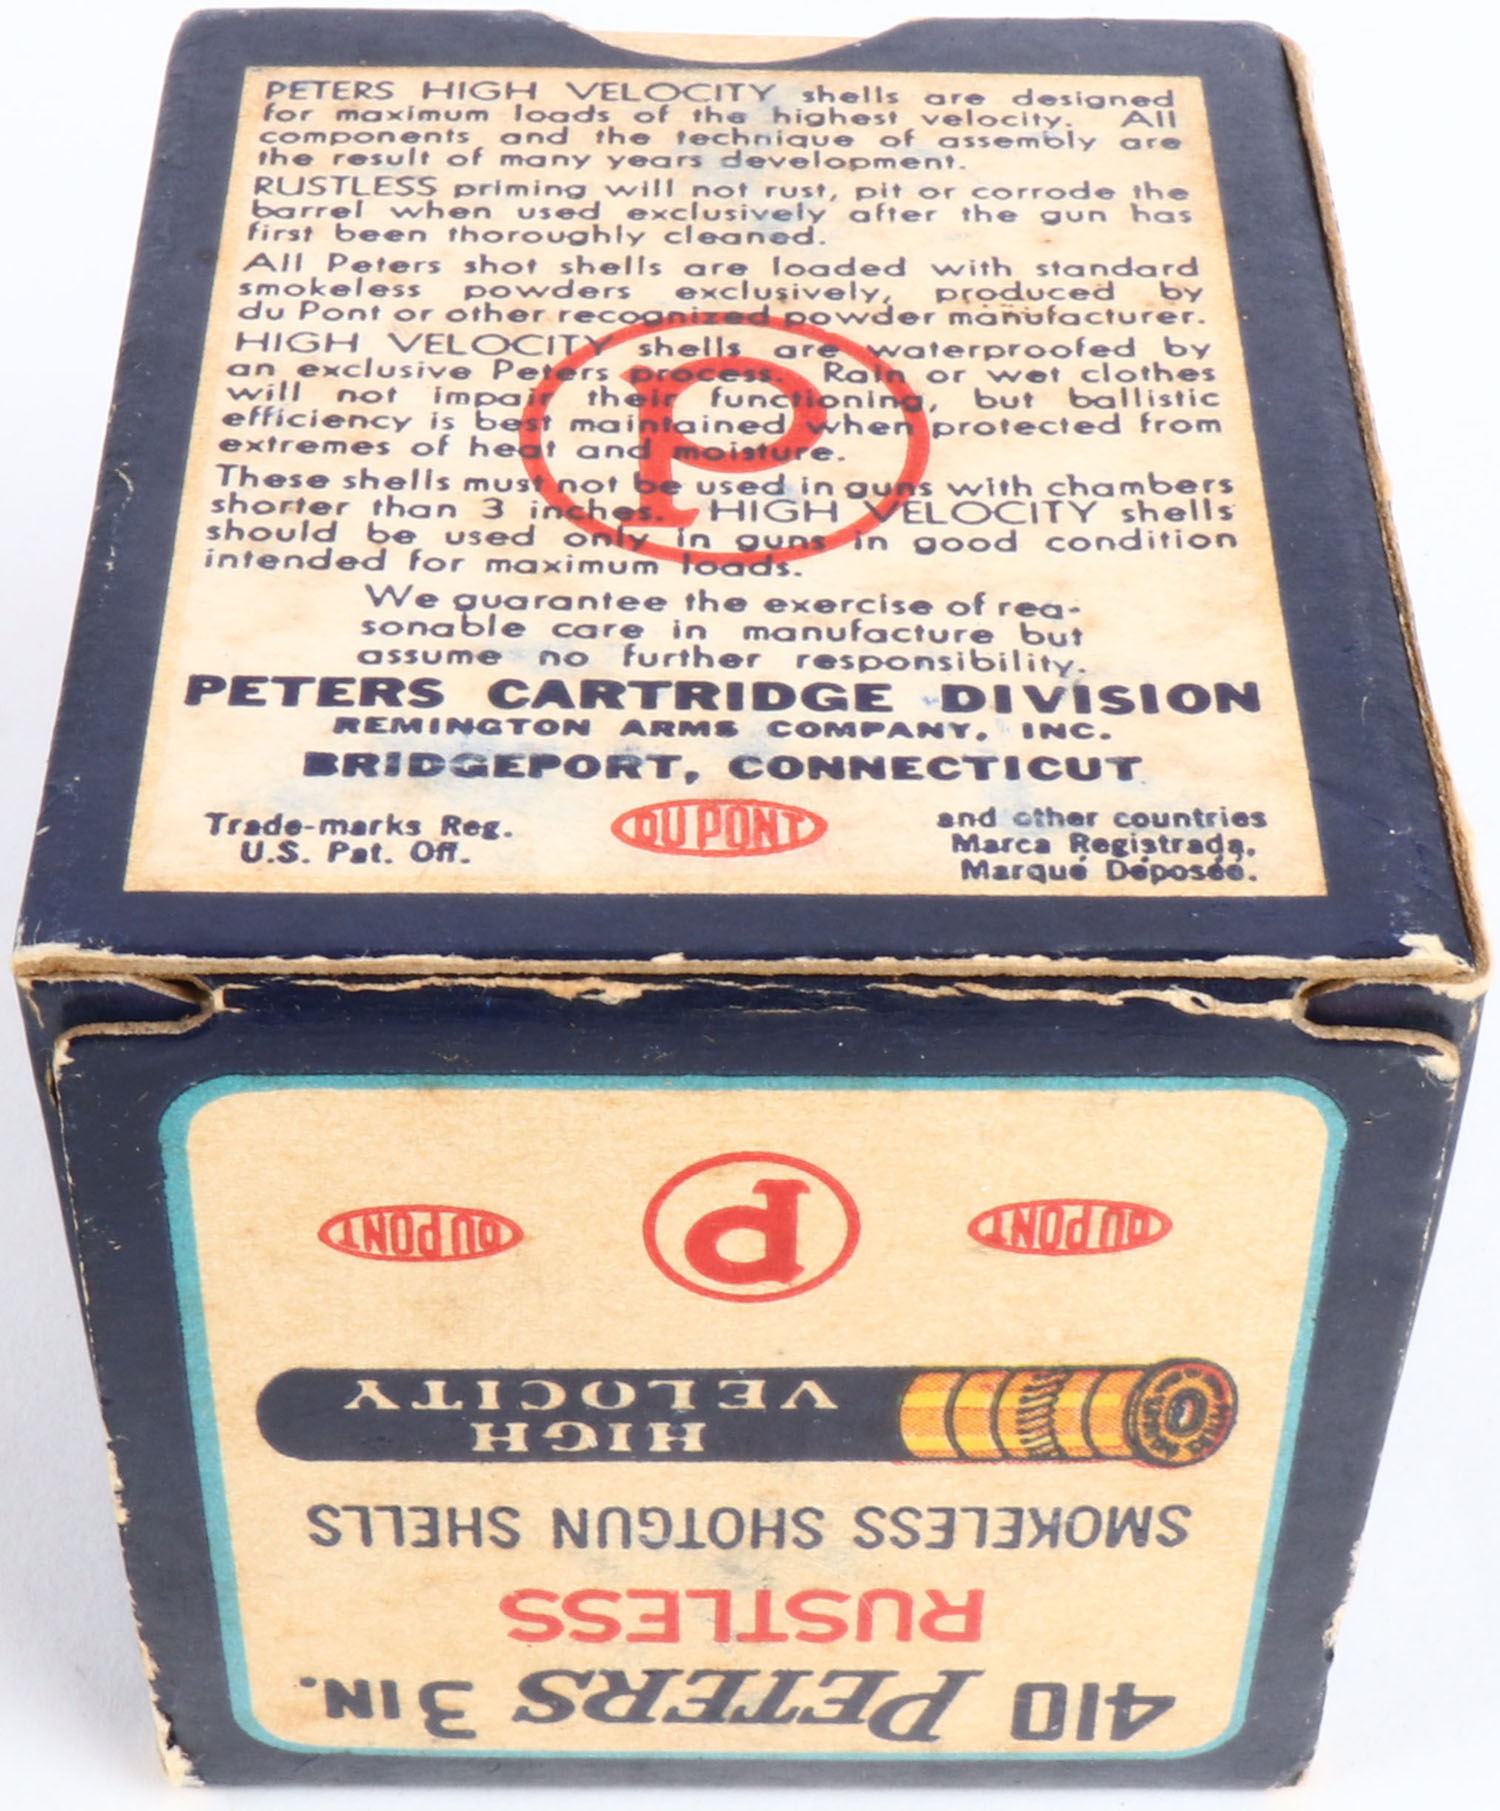 PETERS HIGH VELOCITY shells are designed
for maximum loads of the highest velocity. All
components and the technique of assembly are
the result of many years development.
RUSTLESS priming will not rust, pit or corrode the
barrel when used exclusively after the gun has
first been thoroughly cleaned.
All Peters shot shells are loaded with standard
smokeless powders exclusively, produced by
du Pont or other recognized powder manufacturer.
HIGH VELOCITY shells are waterproofed by
an exclusive Peters process. Rain or wet clothes
will not impair their functioning, but ballistic
efficiency is best maintained when protected from
extremes of heat and moisture.
These shells must not be used in guns with chambers
shorter than 3 inches. HIGH VELOCITY shells
should be used only in guns in good condition
intended for maximum loads.
P
We guarantee the exercise of rea-
sonable care in manufacture but
assume no further responsibility.
PETERS CARTRIDGE DIVISION
REMINGTON ARMS COMPANY, INC.
BRIDGEPORT, CONNECTICUT
Trade-marks Reg.
U.S. Pat. Off.
DU PONT
and other countries
Marca Registrada,
Marque Déposée.
410 PETERS 3 IN.
RUSTLESS
SMOKELESS SHOTGUN SHELLS
HIGH
VELOCITY
DU PONT P DU PONT